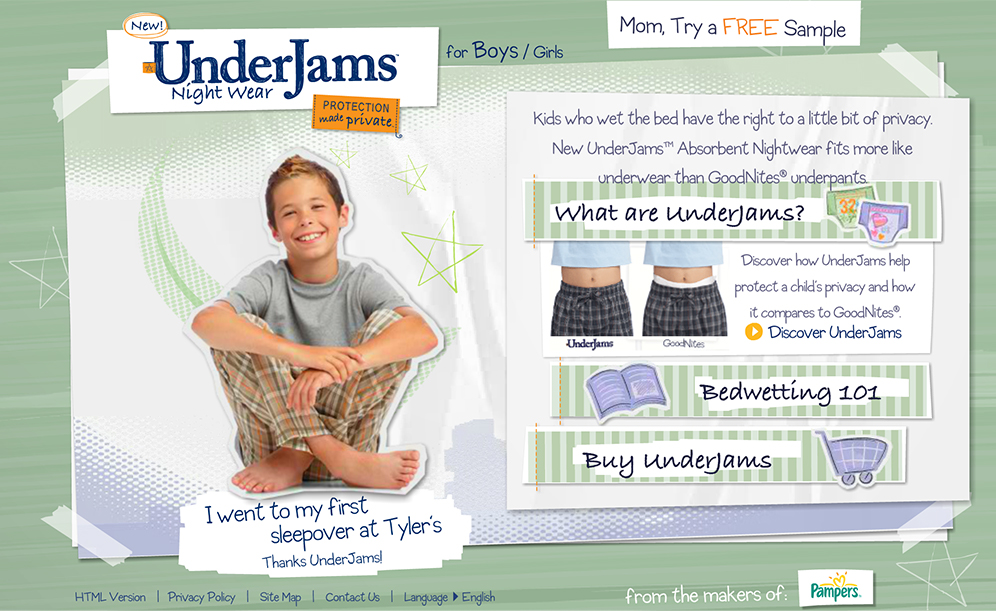 New!
UnderJams™
Night Wear
PROTECTION
made private.
for Boys / Girls
Mom, Try a FREE Sample
Kids who wet the bed have the right to a little bit of privacy.
New UnderJams™ Absorbent Nightwear fits more like
underwear than GoodNites® underpants.
What are UnderJams?
32
Discover how UnderJams help
protect a child's privacy and how
it compares to GoodNites®.
Discover UnderJams
UnderJams
GoodNites
Bedwetting 101
Buy UnderJams
I went to my first
sleepover at Tyler's
Thanks UnderJams!
HTML Version | Privacy Policy | Site Map | Contact Us | Language English
from the makers of: Pampers.